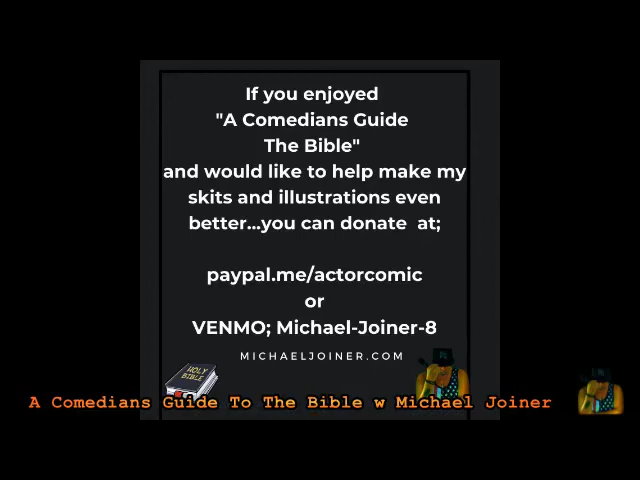 If you enjoyed
"A Comedians Guide
The Bible"
and would like to help make my
skits and illustrations even
better...you can donate at;
paypal.me/actorcomic
or
VENMO; Michael-Joiner-8
MICHAELJOINER.COM
HOLY
BIBLE
A Comedians Guide To The Bible w Michael Joiner